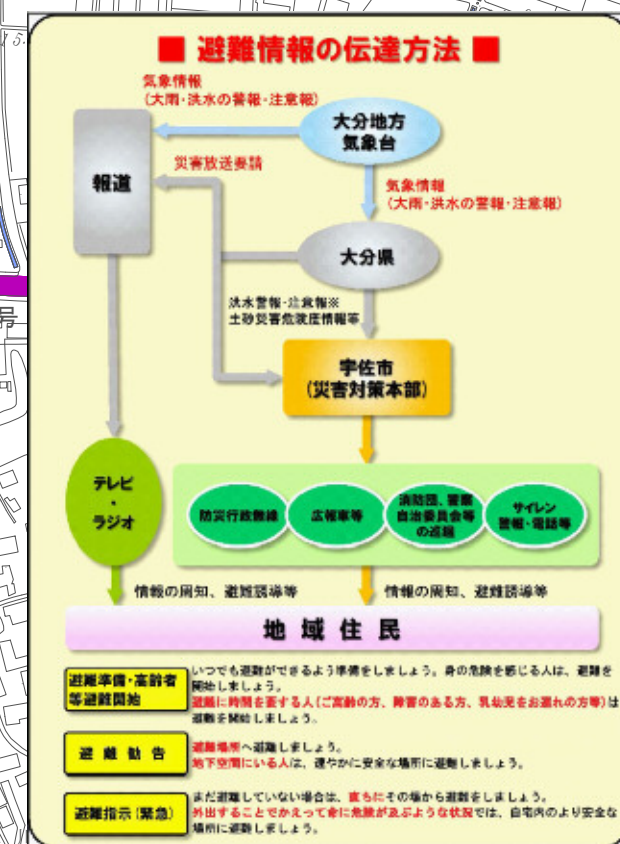 ■ 避難情報の伝達方法 ■
気象情報
(大雨・洪水の警報・注意報)
大分地方
気象台
災害放送要請
報道
気象情報
(大雨・洪水の警報・注意報)
大分県
洪水警報・注意報※
土砂災害危険度情報等
号
宇佐市
(災害対策本部)
テレビ
・
ラジオ
防災行政無線
広報車等
消防団、警察
自治委員会等
の巡廻
サイレン
警報・電話等
情報の周知、避難誘導等
情報の周知、避難誘導等
地域住民
避難準備・高齢者
等避難開始
いつでも避難ができるよう準備をしましょう。身の危険を感じる人は、避難を
開始しましょう。
避難に時間を要する人(ご高齢の方、障害のある方、乳幼児をお連れの方等)は
避難を開始しましょう。
避難勧告
避難場所へ避難しましょう。
地下空間にいる人は、速やかに安全な場所に避難しましょう。
避難指示(緊急)
まだ避難していない場合は、直ちにその場から避難をしましょう。
外出することでかえって命に危険が及ぶような状況では、自宅内のより安全な
場所に避難しましょう。